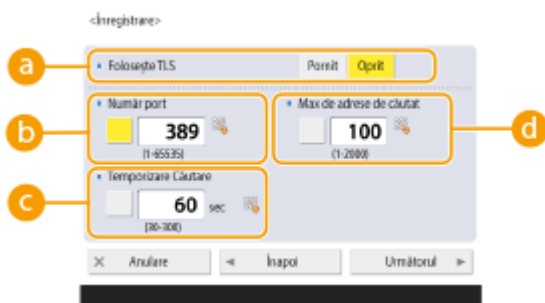 <Înregistrare>
a
Folosește TLS
Pornit
Oprit
b
Număr port
389
(1-65535)
Max de adrese de căutat
100
(1-2000)
d
c
Temporizare Căutare
60 sec
(30-300)
Anulare
Înapoi
Următorul